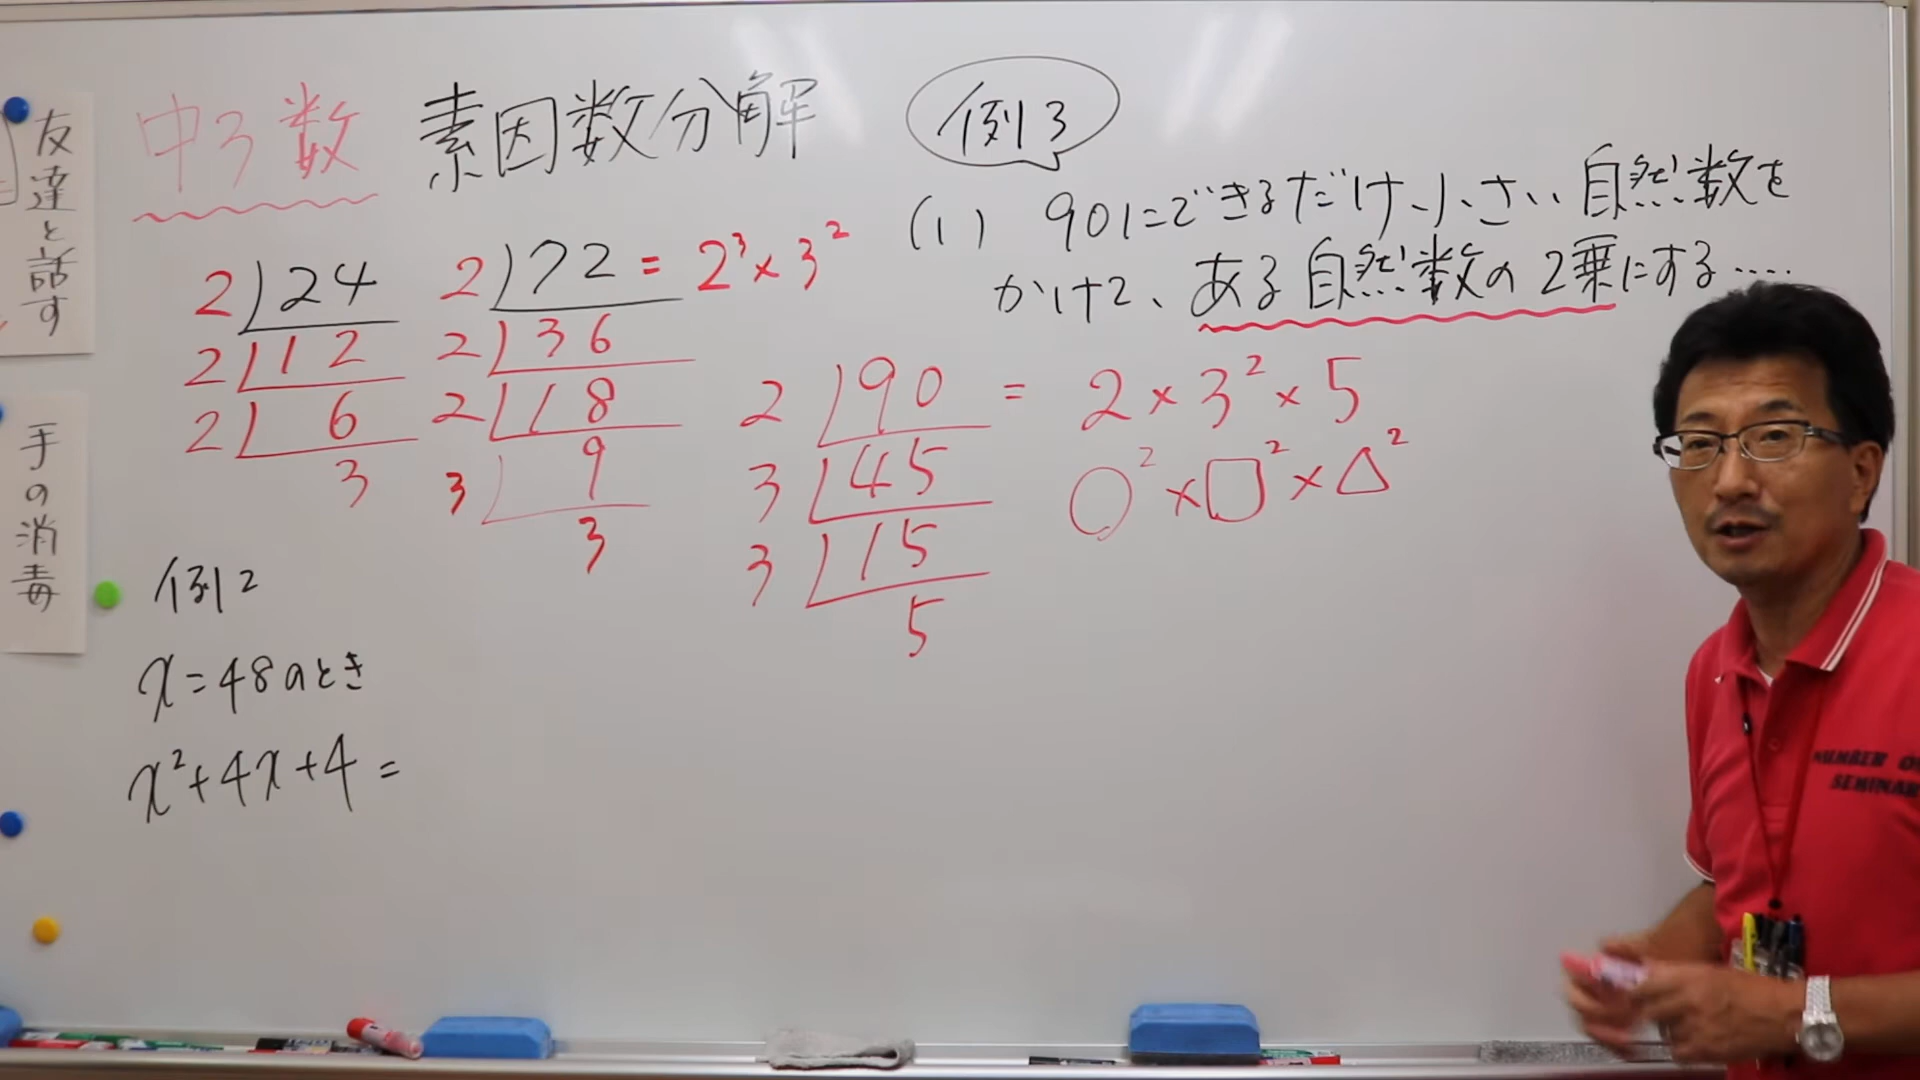 友達と話す
手の消毒
中3数 素因数分解
2)24
2)12
2)6
3
2)72 = 2³×3²
2)36
2)18
3)9
3
例3
(1) 90にできるだけ小さい自然数を
かけて、ある自然数の2乗にする……
2)90 = 2×3²×5
3)45 ○²×□²×△²
3)15
5
例2
x=48のとき
x²+4x+4=
NUMBER O
SEMINAR